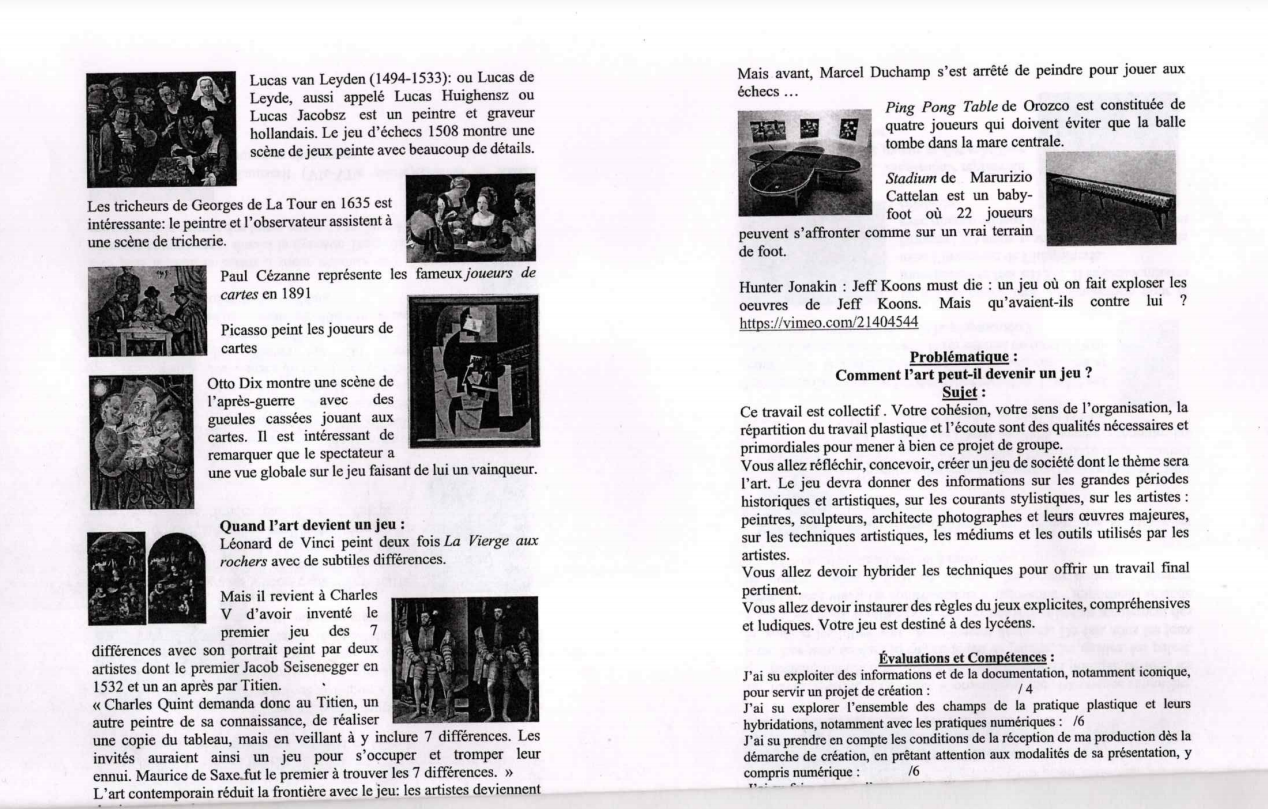 Lucas van Leyden (1494-1533): ou Lucas de
Leyde, aussi appelé Lucas Huighensz ou
Lucas Jacobsz est un peintre et graveur
hollandais. Le jeu d'échecs 1508 montre une
scène de jeux peinte avec beaucoup de détails.
Les tricheurs de Georges de La Tour en 1635 est
intéressante: le peintre et l'observateur assistent à
une scène de tricherie.
Paul Cézanne représente les fameux joueurs de
cartes en 1891
Picasso peint les joueurs de
cartes
Otto Dix montre une scène de
l'après-guerre avec des
gueules cassées jouant aux
cartes. Il est intéressant de
remarquer que le spectateur a
une vue globale sur le jeu faisant de lui un vainqueur.
Quand l'art devient un jeu :
Léonard de Vinci peint deux fois La Vierge aux
rochers avec de subtiles différences.
Mais il revient à Charles
V d'avoir inventé le
premier jeu des 7
différences avec son portrait peint par deux
artistes dont le premier Jacob Seisenegger en
1532 et un an après par Titien.
« Charles Quint demanda donc au Titien, un
autre peintre de sa connaissance, de réaliser
une copie du tableau, mais en veillant à y inclure 7 différences. Les
invités auraient ainsi un jeu pour s'occuper et tromper leur
ennui. Maurice de Saxe fut le premier à trouver les 7 différences. »
L'art contemporain réduit la frontière avec le jeu: les artistes deviennent
Mais avant, Marcel Duchamp s'est arrêté de peindre pour jouer aux
échecs …
Ping Pong Table de Orozco est constituée de
quatre joueurs qui doivent éviter que la balle
tombe dans la mare centrale.
Stadium de Marurizio
Cattelan est un baby-
foot où 22 joueurs
peuvent s'affronter comme sur un vrai terrain
de foot.
Hunter Jonakin : Jeff Koons must die : un jeu où on fait exploser les
oeuvres de Jeff Koons. Mais qu'avaient-ils contre lui ?
https://vimeo.com/21404544
Problématique :
Comment l'art peut-il devenir un jeu ?
Sujet :
Ce travail est collectif . Votre cohésion, votre sens de l'organisation, la
répartition du travail plastique et l'écoute sont des qualités nécessaires et
primordiales pour mener à bien ce projet de groupe.
Vous allez réfléchir, concevoir, créer un jeu de société dont le thème sera
l'art. Le jeu devra donner des informations sur les grandes périodes
historiques et artistiques, sur les courants stylistiques, sur les artistes :
peintres, sculpteurs, architecte photographes et leurs œuvres majeures,
sur les techniques artistiques, les médiums et les outils utilisés par les
artistes.
Vous allez devoir hybrider les techniques pour offrir un travail final
pertinent.
Vous allez devoir instaurer des règles du jeux explicites, compréhensives
et ludiques. Votre jeu est destiné à des lycéens.
Évaluations et Compétences :
J'ai su exploiter des informations et de la documentation, notamment iconique,
pour servir un projet de création : / 4
J'ai su explorer l'ensemble des champs de la pratique plastique et leurs
hybridations, notamment avec les pratiques numériques : /6
J'ai su prendre en compte les conditions de la réception de ma production dès la
démarche de création, en prêtant attention aux modalités de sa présentation, y
compris numérique : /6